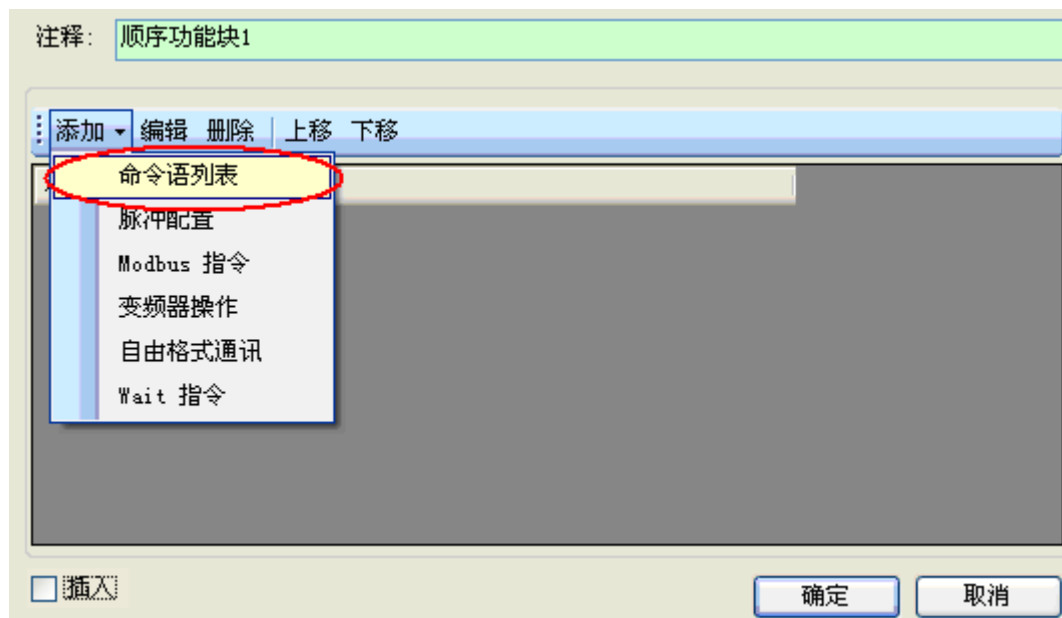 注释: 顺序功能块1
添加 编辑 删除 上移 下移
命令语列表
脉冲配置
Modbus 指令
变频器操作
自由格式通讯
Wait 指令
插入 确定 取消